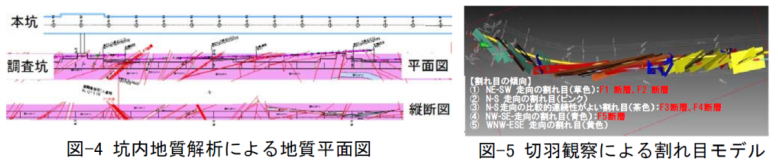 本坑
調査坑
平面図
縦断図
図-4 坑内地質解析による地質平面図
【割れ目の傾向】
① NE-SW 走向の割れ目(草色):F1 断層、F2 断層
② N-S 走向の割れ目(ピンク)
③ N-S走向の比較的連続性がよい割れ目(茶色):F3断層、F4断層
④ NW-SE-走向の割れ目(青色):F5断層
⑤ WNW-ESE 走向の割れ目(黄色)
図-5 切羽観察による割れ目モデル